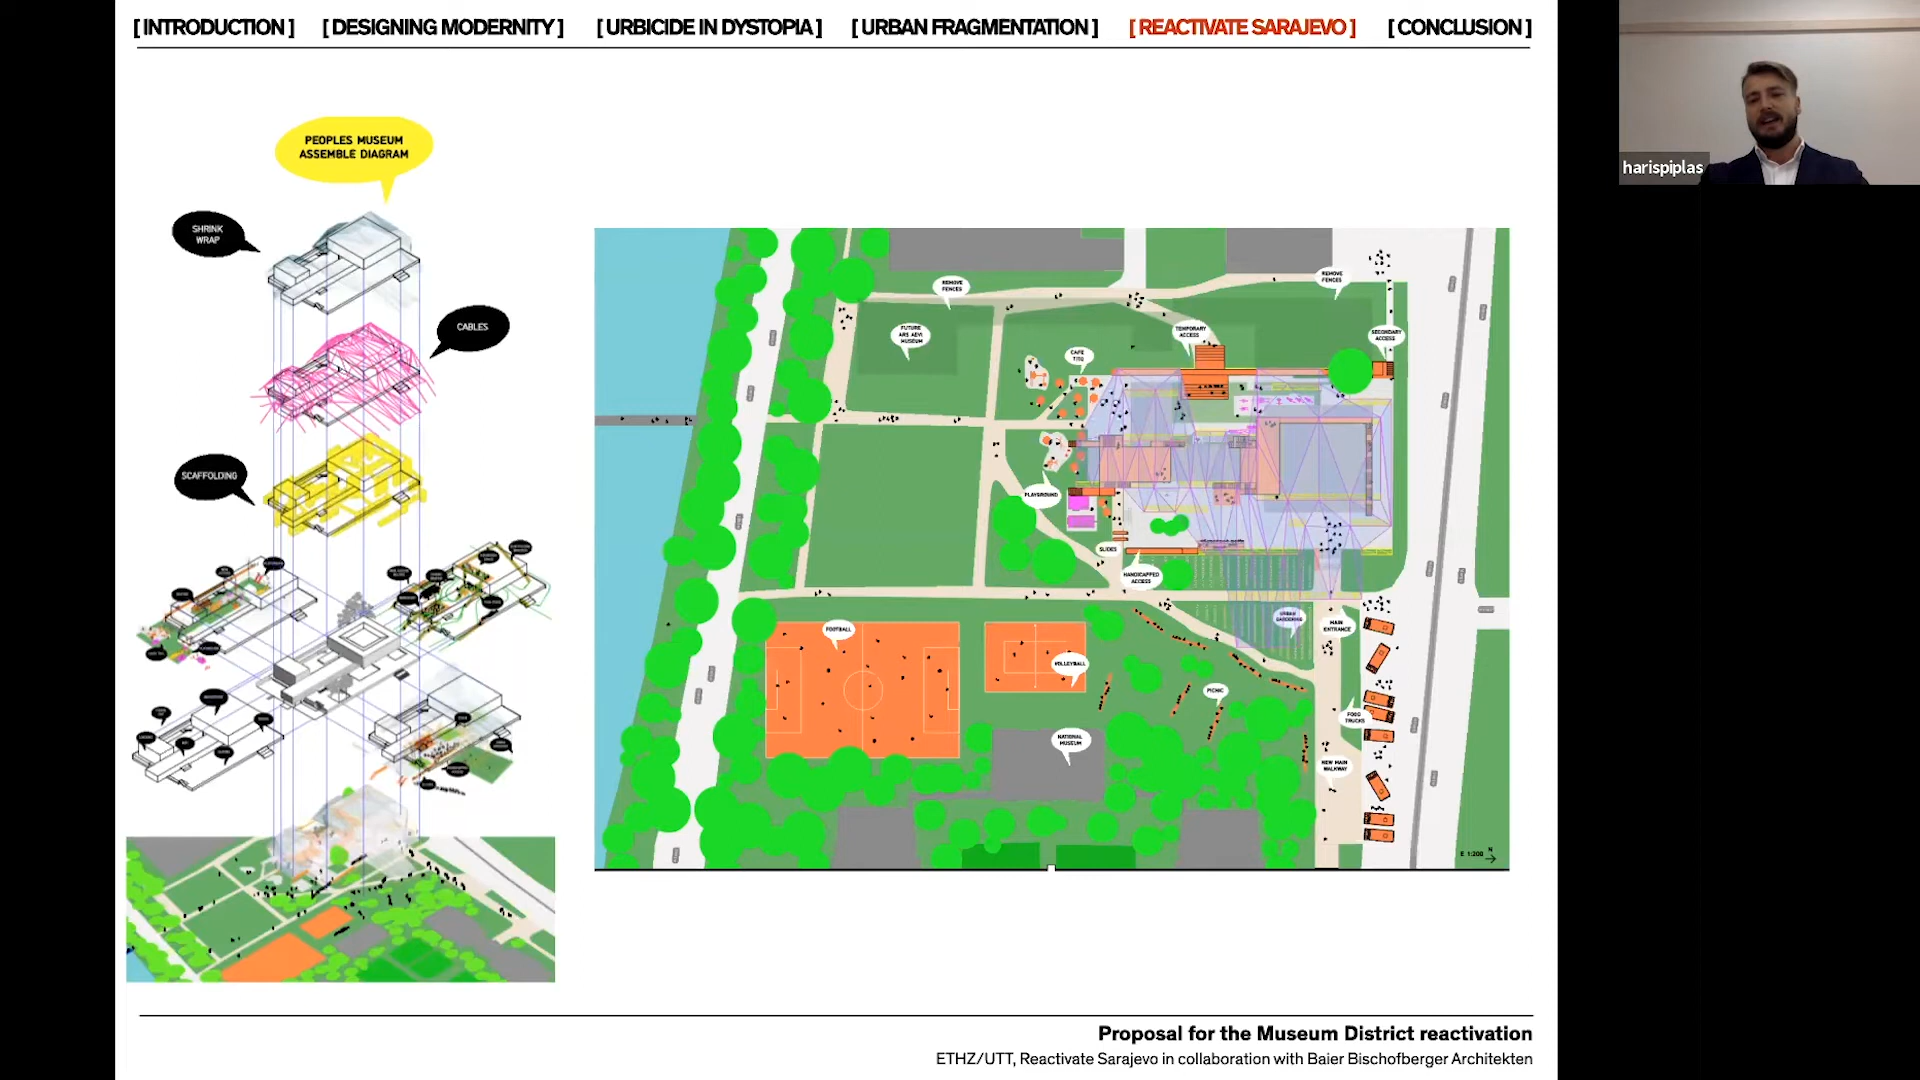 [ INTRODUCTION ] [ DESIGNING MODERNITY ] [ URBICIDE IN DYSTOPIA ] [ URBAN FRAGMENTATION ] [ REACTIVATE SARAJEVO ] [ CONCLUSION ]
harispiplas
PEOPLES MUSEUM
ASSEMBLE DIAGRAM
SHRINK
WRAP
CABLES
SCAFFOLDING
REMOVE
FENCES
REMOVE
FENCES
FUTURE
ARS AEVI
MUSEUM
TEMPORARY
ACCESS
SECONDARY
ACCESS
CAFE
TITO
PLAYGROUND
SLIDES
HANDICAPPED
ACCESS
URBAN
GARDENING
MAIN
ENTRANCE
FOOTBALL
VOLLEYBALL
PICNIC
FOOD
TRUCKS
NATIONAL
MUSEUM
NEW MAIN
WALKWAY
E 1:200
N
Proposal for the Museum District reactivation
ETHZ/UTT, Reactivate Sarajevo in collaboration with Baier Bischofberger Architekten